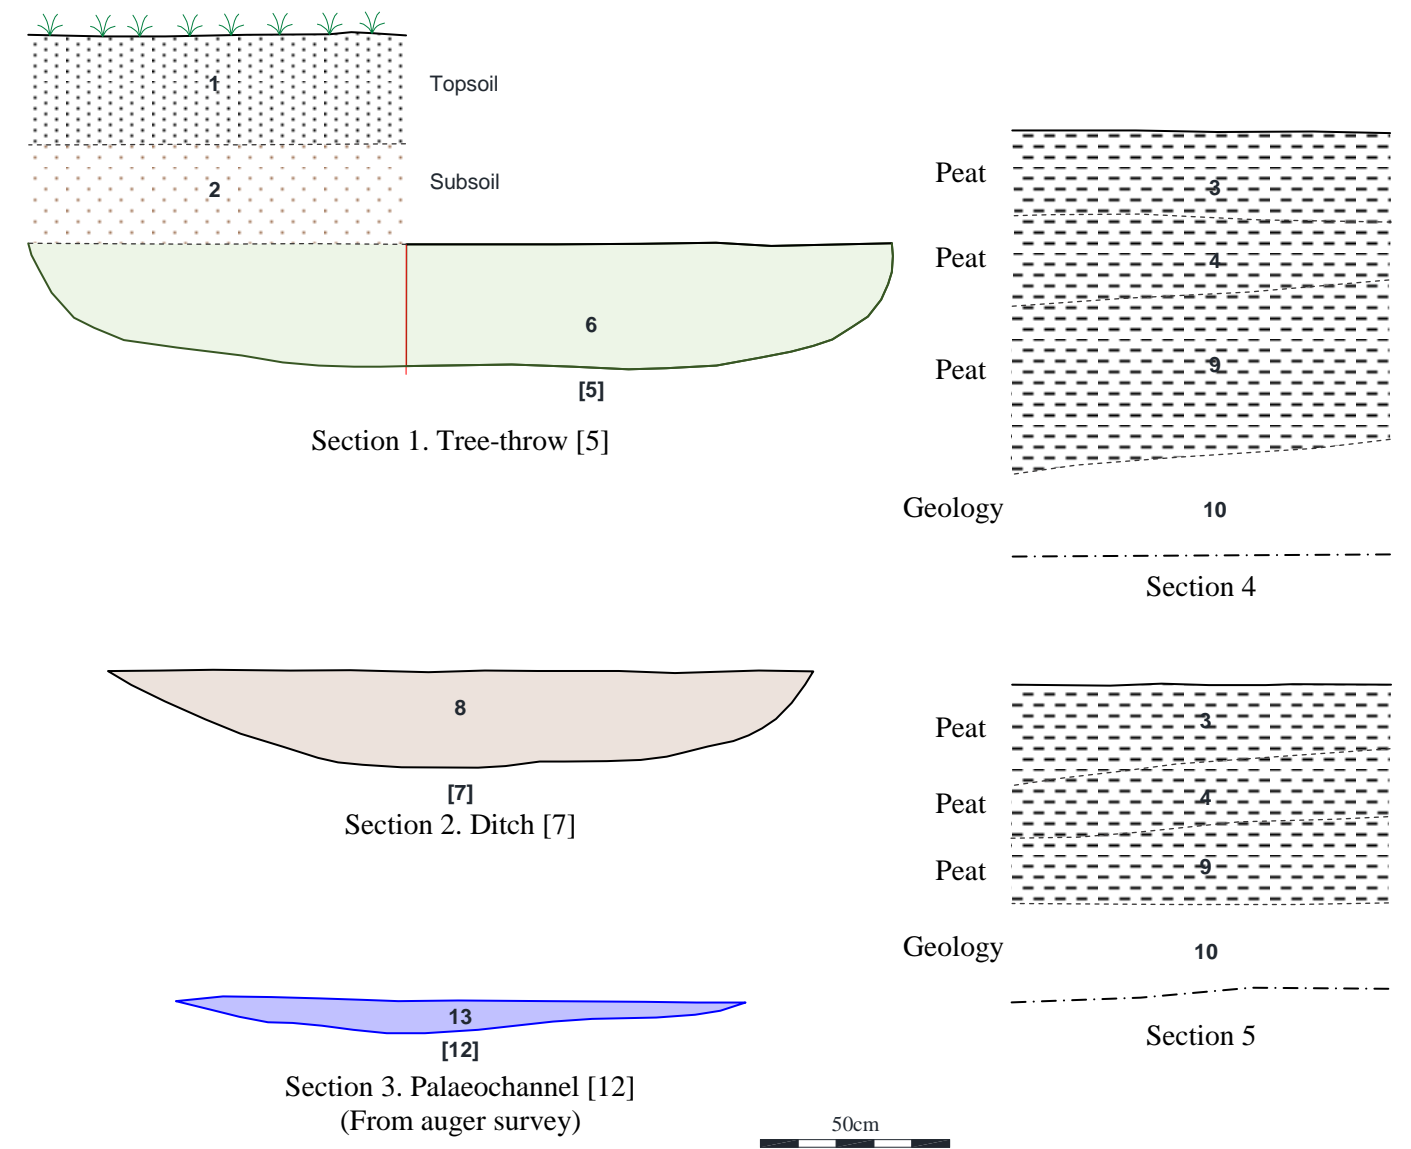 1
Topsoil
2
Subsoil
6
[5]
Section 1. Tree-throw [5]
Peat
3
Peat
4
Peat
9
Geology
10
Section 4
8
[7]
Section 2. Ditch [7]
Peat
3
Peat
4
Peat
9
Geology
10
Section 5
13
[12]
Section 3. Palaeochannel [12]
(From auger survey)
50cm